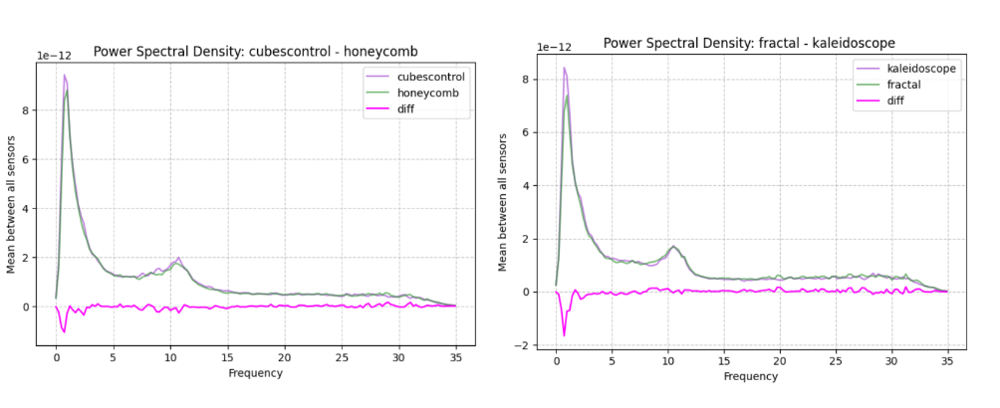 Power Spectral Density: cubescontrol - honeycomb
1e−12
cubescontrol
honeycomb
diff
Mean between all sensors
8
6
4
2
0
0 5 10 15 20 25 30 35
Frequency
Power Spectral Density: fractal - kaleidoscope
1e−12
kaleidoscope
fractal
diff
Mean between all sensors
8
6
4
2
0
−2
0 5 10 15 20 25 30 35
Frequency